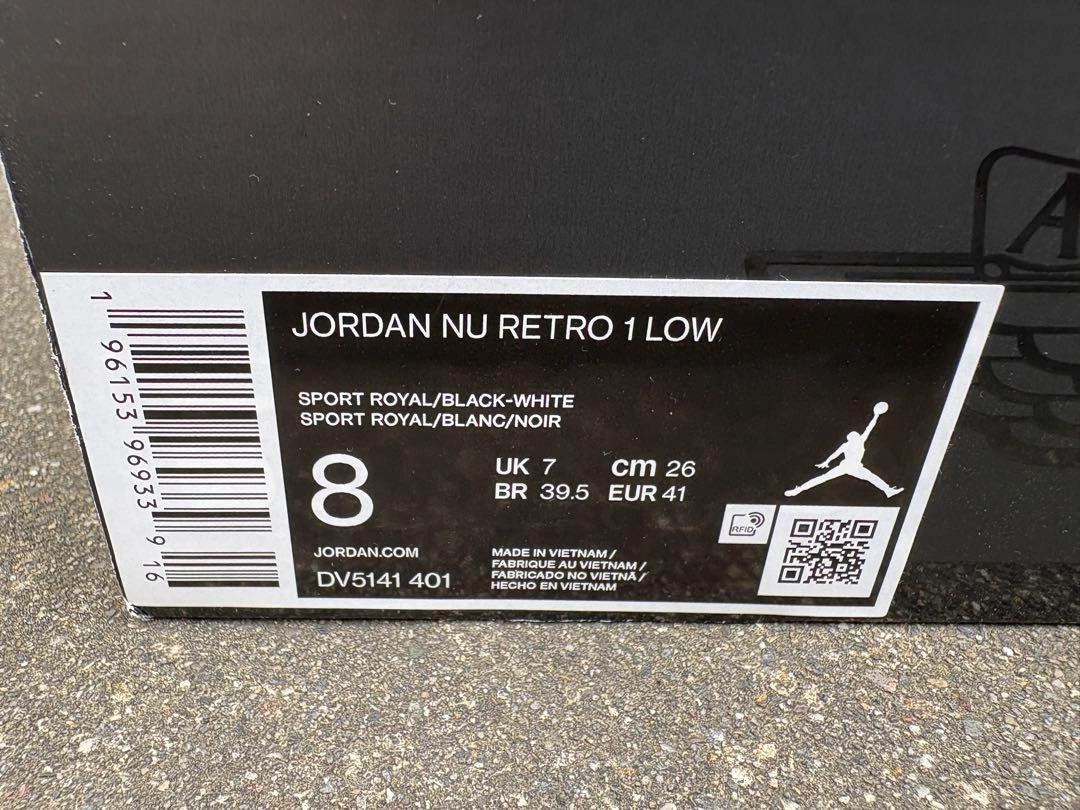 1 96153 96933 9 16
JORDAN NU RETRO 1 LOW
SPORT ROYAL/BLACK-WHITE
SPORT ROYAL/BLANC/NOIR
8
UK 7 cm 26
BR 39.5 EUR 41
RFID
JORDAN.COM
DV5141 401
MADE IN VIETNAM /
FABRIQUE AU VIETNAM /
FABRICADO NO VIETNÃ /
HECHO EN VIETNAM